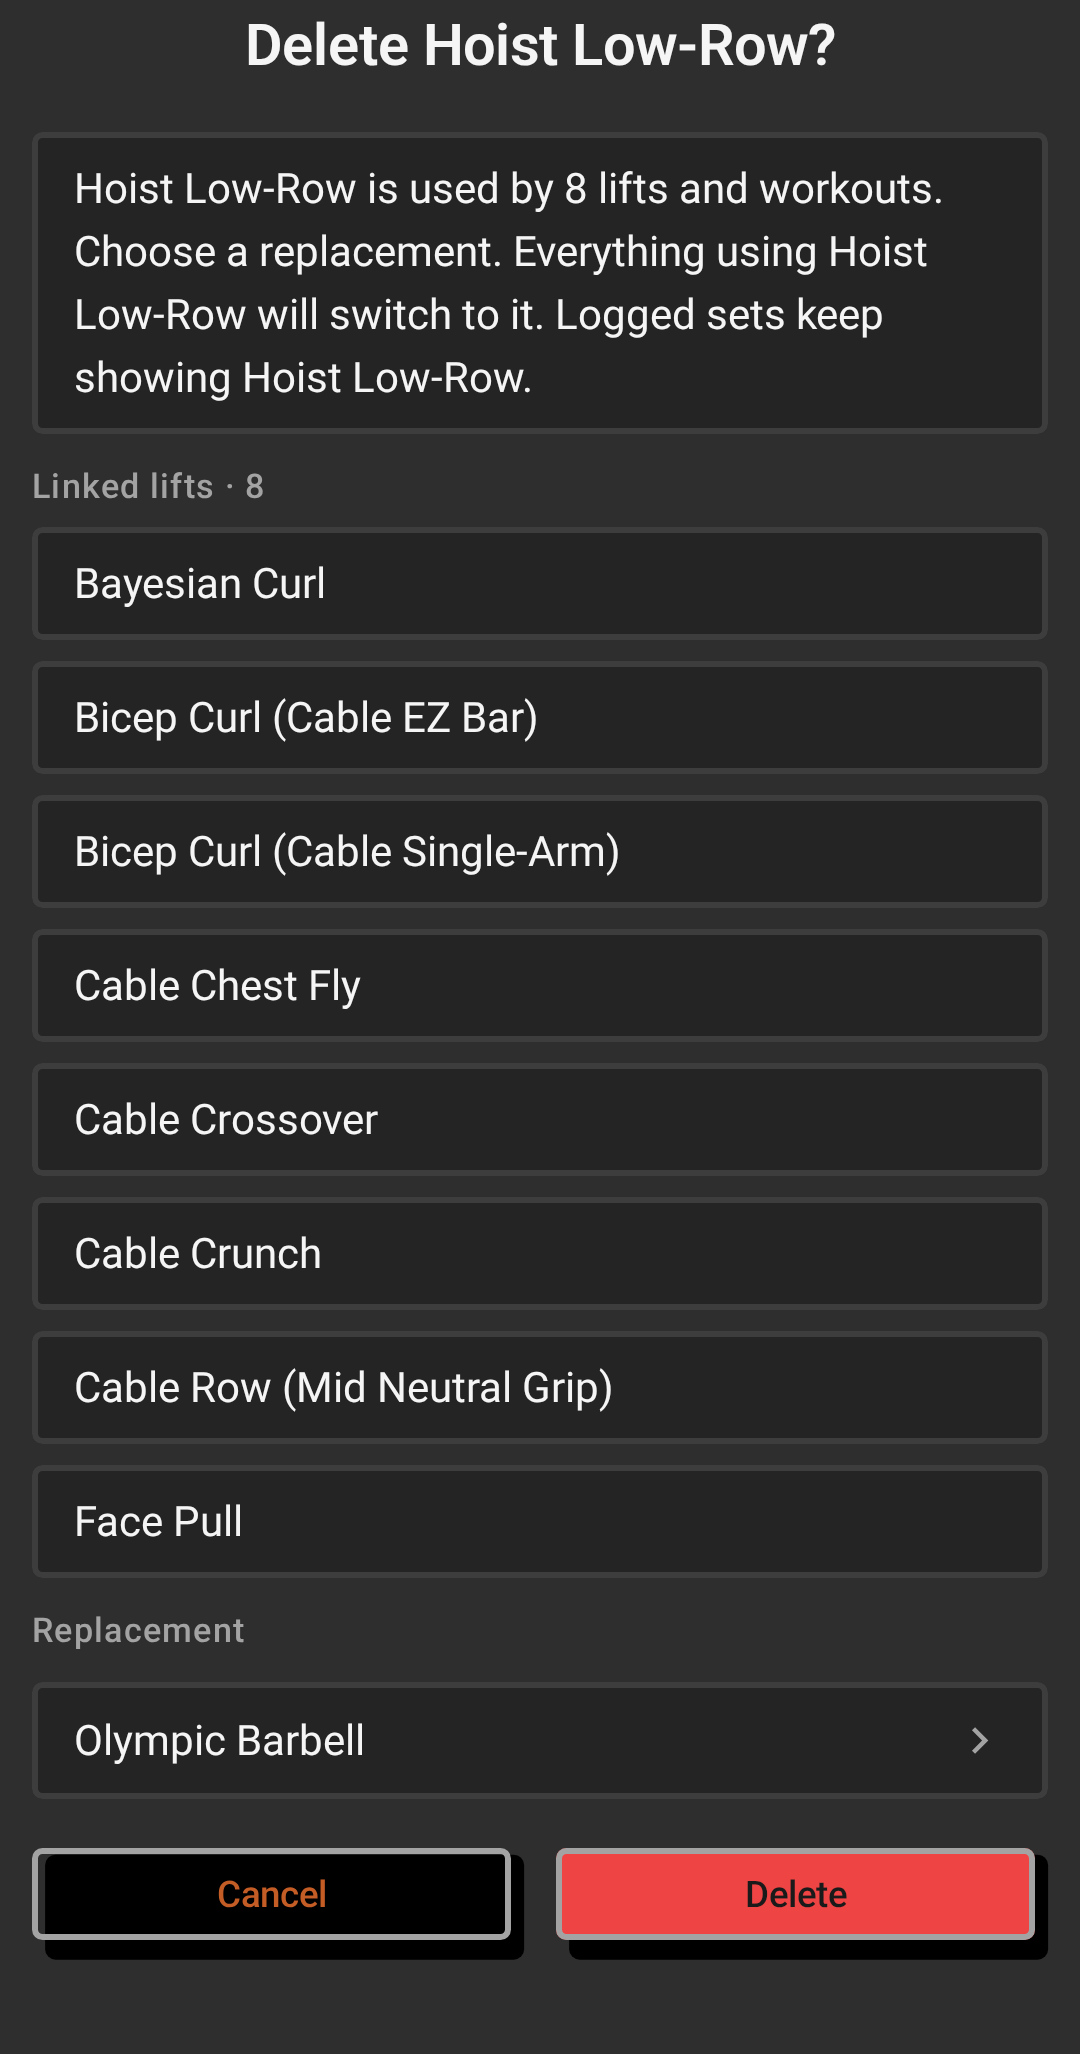 Delete Hoist Low-Row?
Hoist Low-Row is used by 8 lifts and workouts.
Choose a replacement. Everything using Hoist
Low-Row will switch to it. Logged sets keep
showing Hoist Low-Row.
Linked lifts · 8
Bayesian Curl
Bicep Curl (Cable EZ Bar)
Bicep Curl (Cable Single-Arm)
Cable Chest Fly
Cable Crossover
Cable Crunch
Cable Row (Mid Neutral Grip)
Face Pull
Replacement
Olympic Barbell
Cancel
Delete